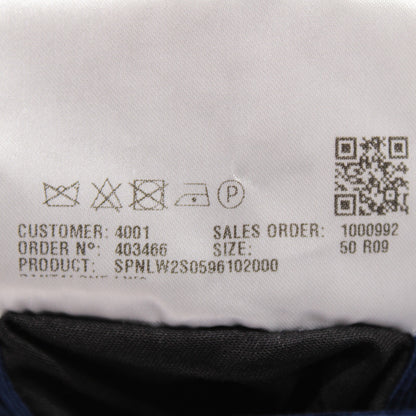 CUSTOMER: 4001 SALES ORDER: 1000992
ORDER Nº: 403466 SIZE: 50 R09
PRODUCT: SPNLW2S0596102000